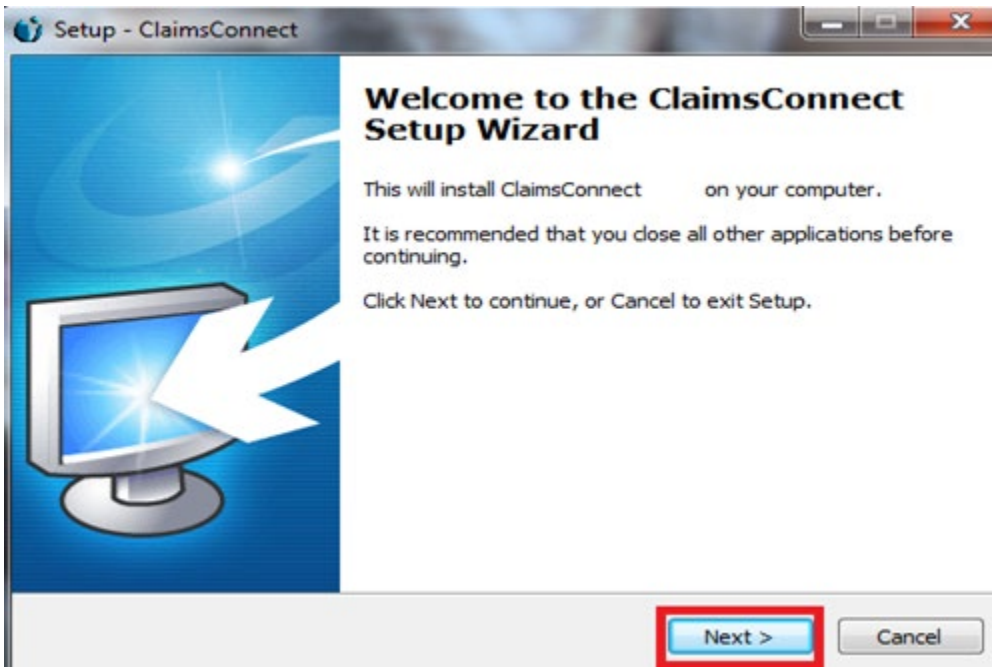 Setup - ClaimsConnect
Welcome to the ClaimsConnect
Setup Wizard
This will install ClaimsConnect on your computer.
It is recommended that you close all other applications before
continuing.
Click Next to continue, or Cancel to exit Setup.
Next >
Cancel